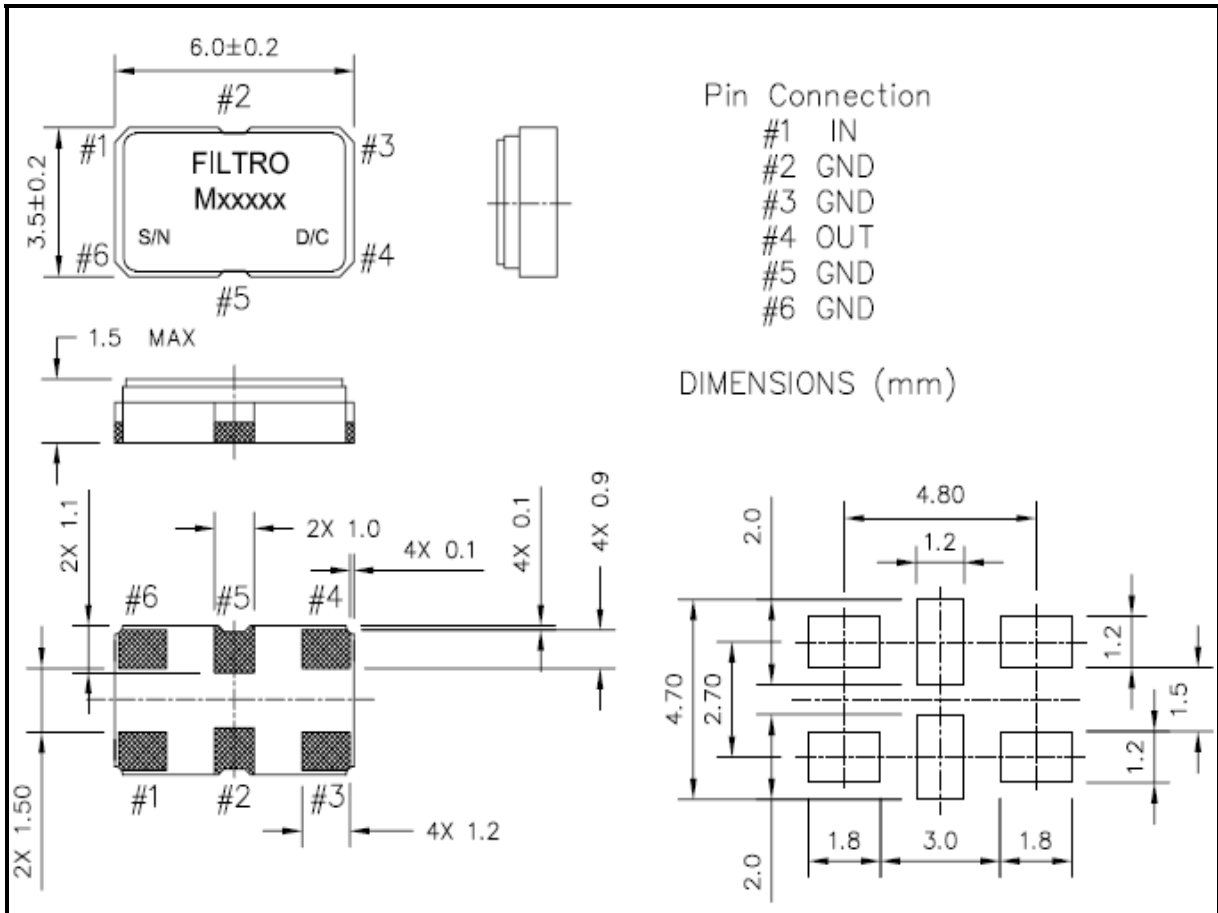 6.0±0.2
#2
#1
#3
3.5±0.2
FILTRO
Mxxxxx
S/N
D/C
#6
#4
#5
Pin Connection
#1 IN
#2 GND
#3 GND
#4 OUT
#5 GND
#6 GND
1.5 MAX
DIMENSIONS (mm)
2X 1.1
2X 1.0
4X 0.1
4X 0.1
4X 0.9
#6
#5
#4
#1
#2
#3
2X 1.50
4X 1.2
4.80
2.0
1.2
1.2
4.70
2.70
1.5
1.2
2.0
1.8
3.0
1.8